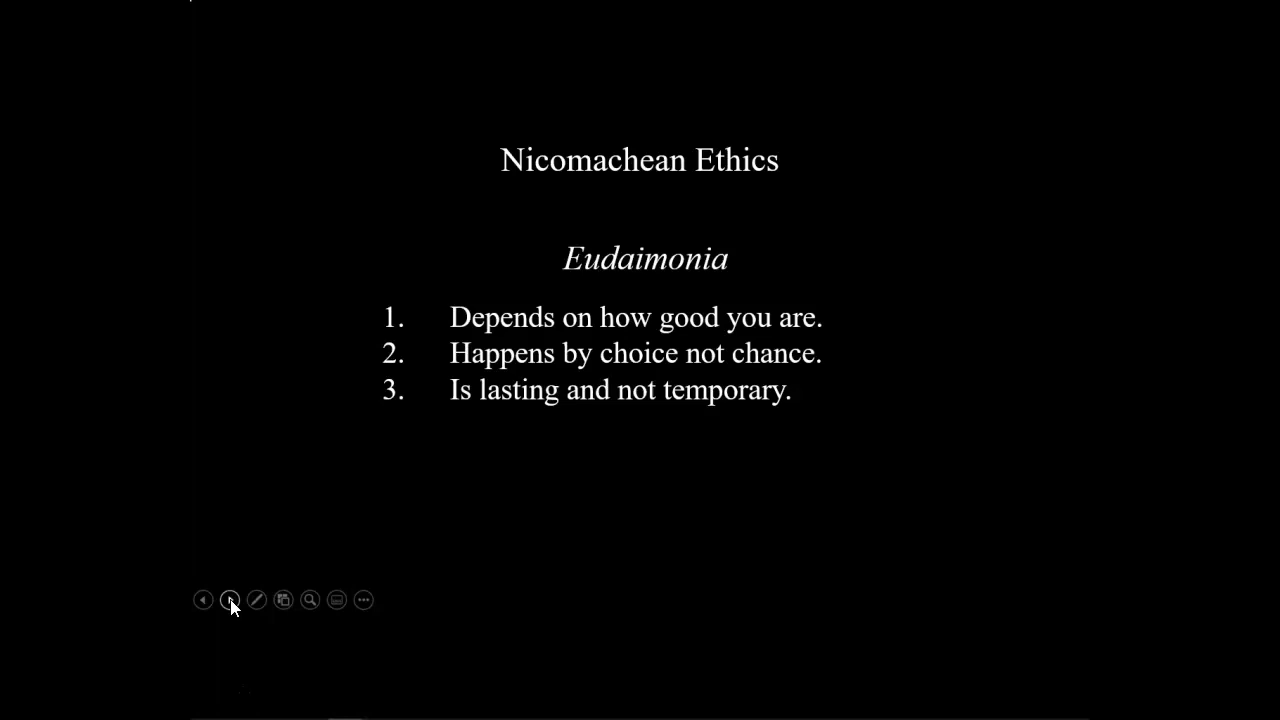 Nicomachean Ethics
Eudaimonia
1. Depends on how good you are.
2. Happens by choice not chance.
3. Is lasting and not temporary.